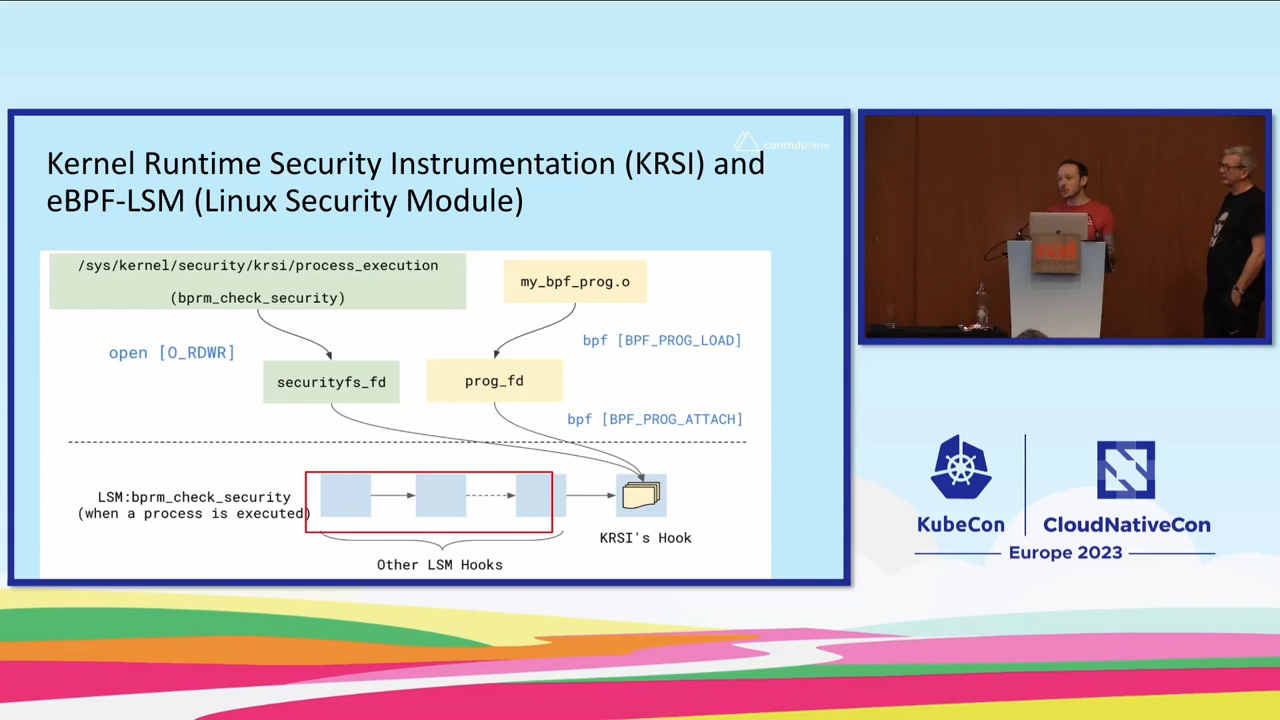 controlplane
Kernel Runtime Security Instrumentation (KRSI) and
eBPF-LSM (Linux Security Module)
/sys/kernel/security/krsi/process_execution
(bprm_check_security)
my_bpf_prog.o
open [O_RDWR]
bpf [BPF_PROG_LOAD]
securityfs_fd
prog_fd
bpf [BPF_PROG_ATTACH]
LSM:bprm_check_security
(when a process is executed)
KRSI's Hook
Other LSM Hooks
AMSTERDAM
KubeCon
CloudNativeCon
Europe 2023